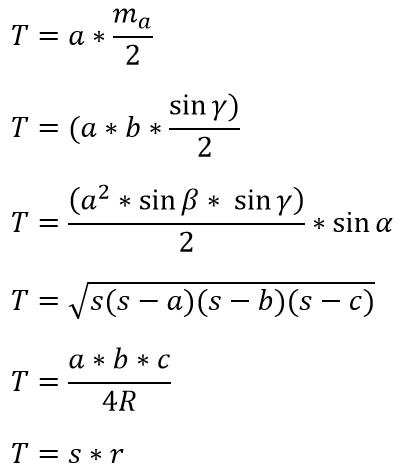 T = a * m_a/2
T = (a * b * sin γ)/2
T = (a² * sin β * sin γ)/2 * sin α
T = √s(s − a)(s − b)(s − c)
T = a * b * c/4R
T = s * r